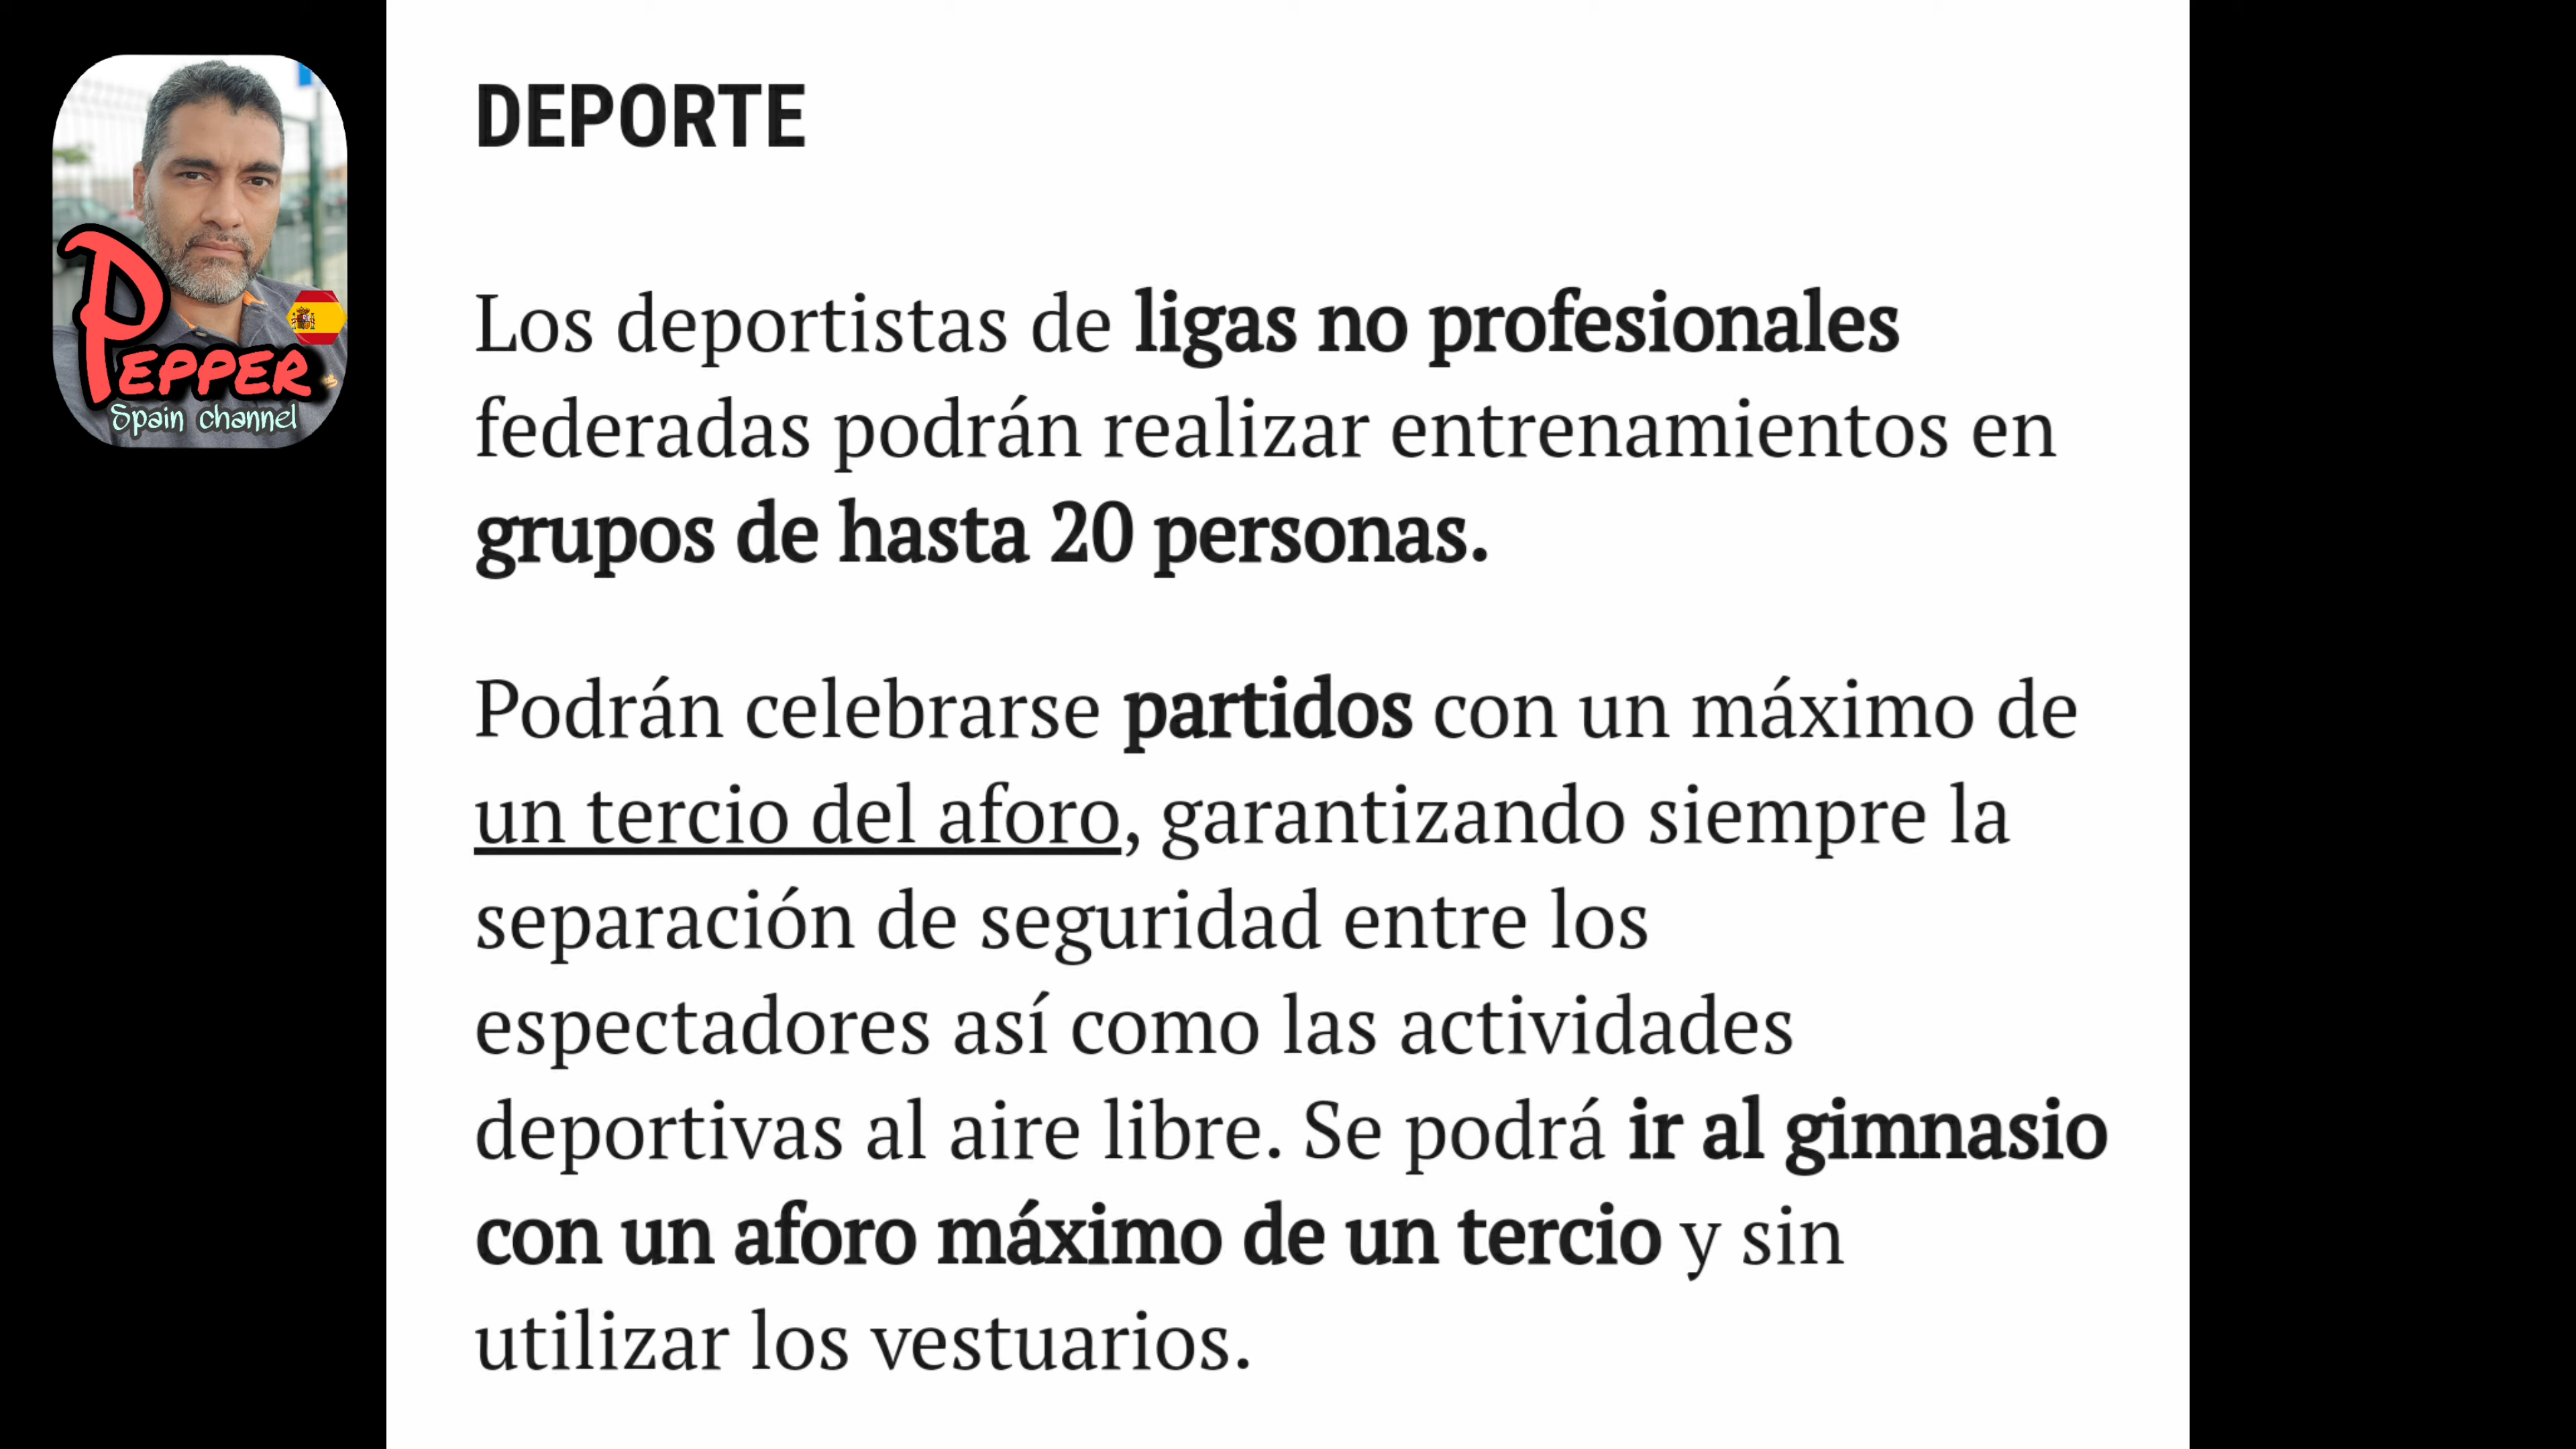 PEPPER
Spain channel
DEPORTE
Los deportistas de ligas no profesionales
federadas podrán realizar entrenamientos en
grupos de hasta 20 personas.
Podrán celebrarse partidos con un máximo de
un tercio del aforo, garantizando siempre la
separación de seguridad entre los
espectadores así como las actividades
deportivas al aire libre. Se podrá ir al gimnasio
con un aforo máximo de un tercio y sin
utilizar los vestuarios.